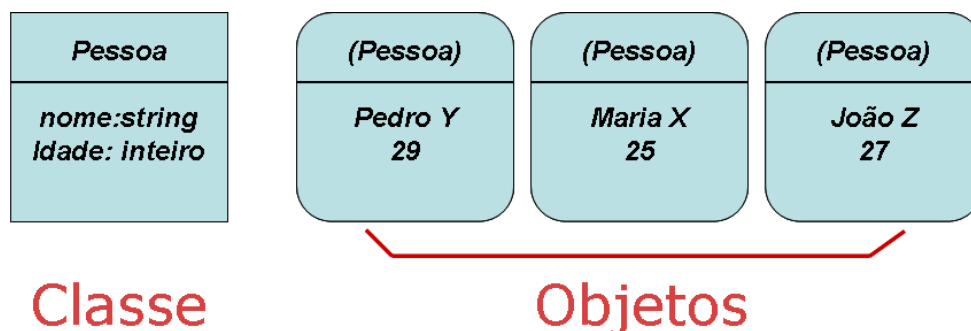 Pessoa
nome:string
Idade: inteiro
(Pessoa)
Pedro Y
29
(Pessoa)
Maria X
25
(Pessoa)
João Z
27
Classe
Objetos